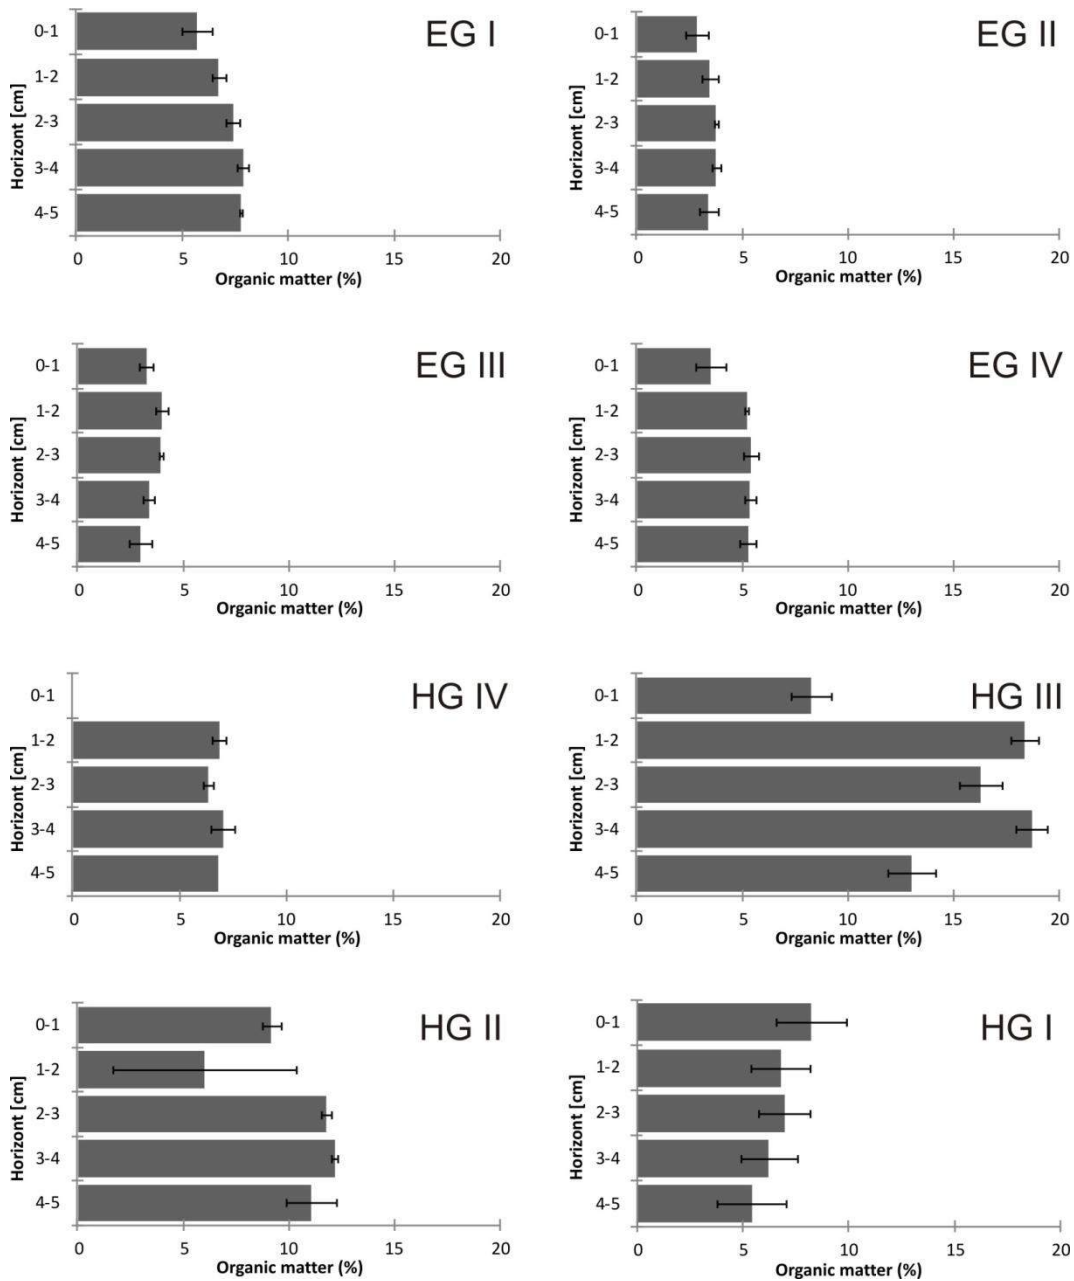 EG I
Horizont [cm]
0-1
1-2
2-3
3-4
4-5
0 5 10 15 20
Organic matter (%)
EG II
Horizont [cm]
0-1
1-2
2-3
3-4
4-5
0 5 10 15 20
Organic matter (%)
EG III
Horizont [cm]
0-1
1-2
2-3
3-4
4-5
0 5 10 15 20
Organic matter (%)
EG IV
Horizont [cm]
0-1
1-2
2-3
3-4
4-5
0 5 10 15 20
Organic matter (%)
HG IV
Horizont [cm]
0-1
1-2
2-3
3-4
4-5
0 5 10 15 20
Organic matter (%)
HG III
Horizont [cm]
0-1
1-2
2-3
3-4
4-5
0 5 10 15 20
Organic matter (%)
HG II
Horizont [cm]
0-1
1-2
2-3
3-4
4-5
0 5 10 15 20
Organic matter (%)
HG I
Horizont [cm]
0-1
1-2
2-3
3-4
4-5
0 5 10 15 20
Organic matter (%)